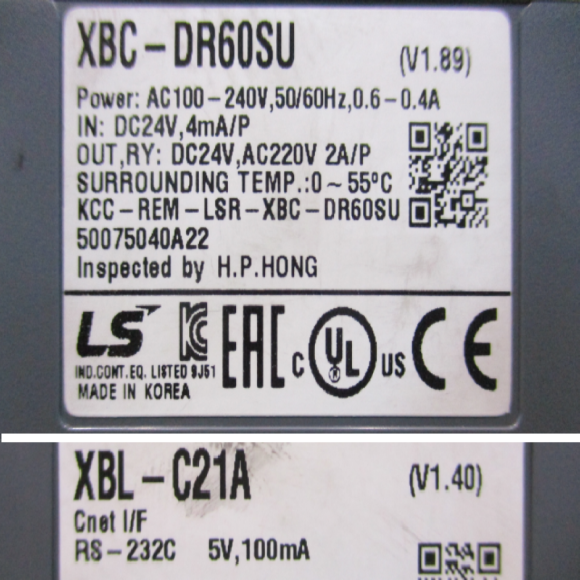 XBC-DR60SU (V1.89)
Power: AC100-240V,50/60Hz,0.6-0.4A
IN: DC24V,4mA/P
OUT,RY: DC24V,AC220V 2A/P
SURROUNDING TEMP.:0~55°C
KCC-REM-LSR-XBC-DR60SU
50075040A22
Inspected by H.P.HONG
LS KC EAC c UL ® US CE
IND.CONT.EQ. LISTED 9J61
MADE IN KOREA
XBL-C21A (V1.40)
Cnet I/F
RS-232C 5V,100mA